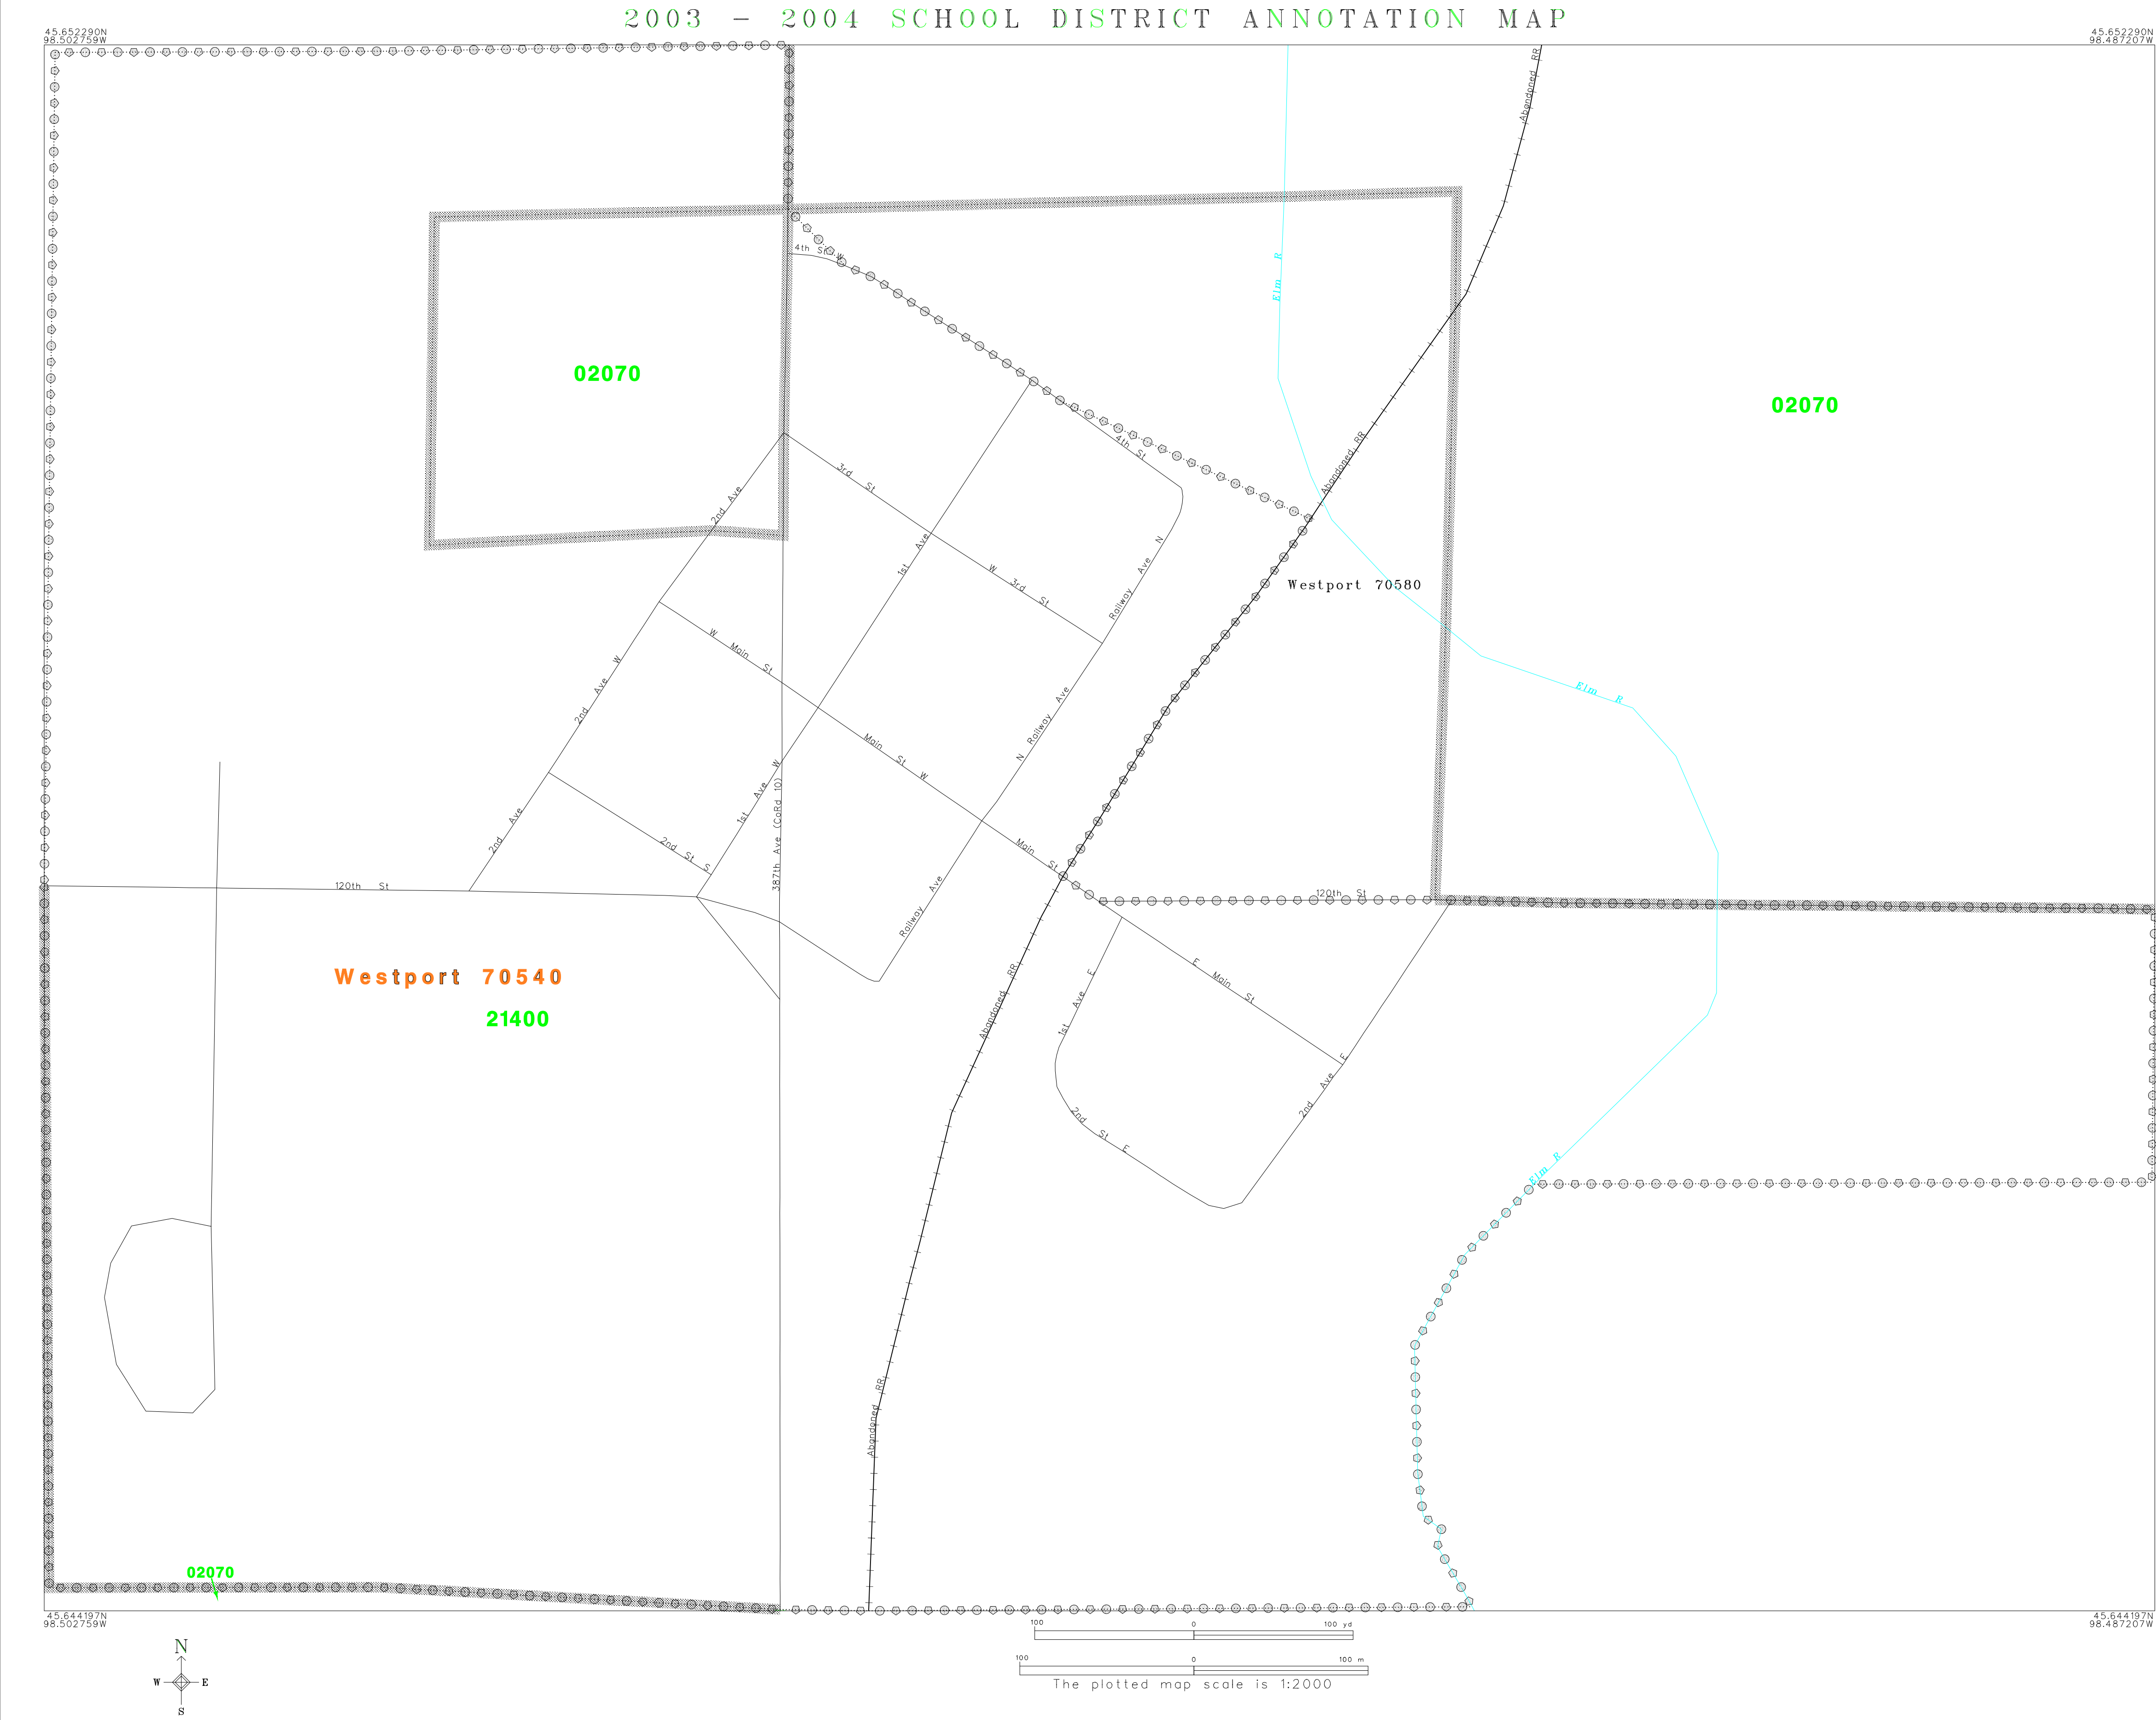 2003 - 2004 SCHOOL DISTRICT ANNOTATION MAP
45.652290N
98.502759W
45.652290N
98.487207W
Abandoned RR
4th St W
Elm R
02070
02070
4th St
Abandoned RR
3rd St
2nd Ave
1st Ave
W 3rd St
Railway Ave N
Westport 70580
W Main St
2nd Ave W
Elm R
N Railway Ave
Main St W
1st Ave W
387th Ave (CoRd 10)
2nd Ave
2nd St S
Main St
120th St
120th St
Railway Ave
Westport 70540
21400
Abandoned RR
1st Ave E
E Main St
2nd Ave E
2nd St E
Elm R
Abandoned RR
02070
45.644197N
98.502759W
45.644197N
98.487207W
100 0 100 yd
100 0 100 m
The plotted map scale is 1:2000
N
W E
S